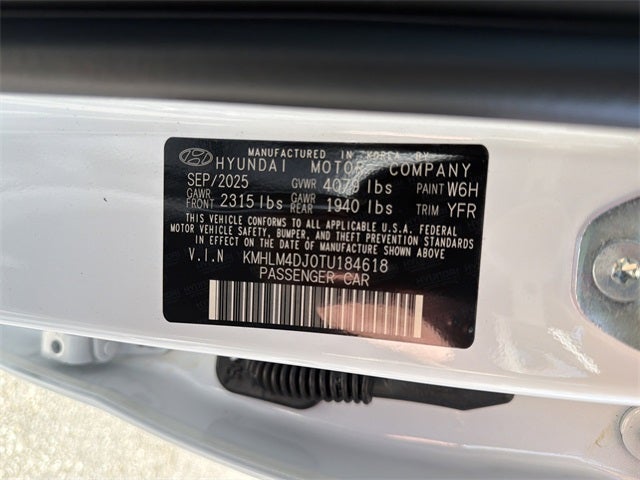 MANUFACTURED IN KOREA BY
HYUNDAI MOTOR COMPANY
SEP/2025 GVWR 4079 lbs PAINT W6H
GAWR FRONT 2315 lbs GAWR REAR 1940 lbs TRIM YFR
THIS VEHICLE CONFORMS TO ALL APPLICABLE U.S.A. FEDERAL
MOTOR VEHICLE SAFETY, BUMPER, AND THEFT PREVENTION STANDARDS
IN EFFECT ON THE DATE OF MANUFACTURE SHOWN ABOVE
V.I.N KMHLM4DJ0TU184618
PASSENGER CAR